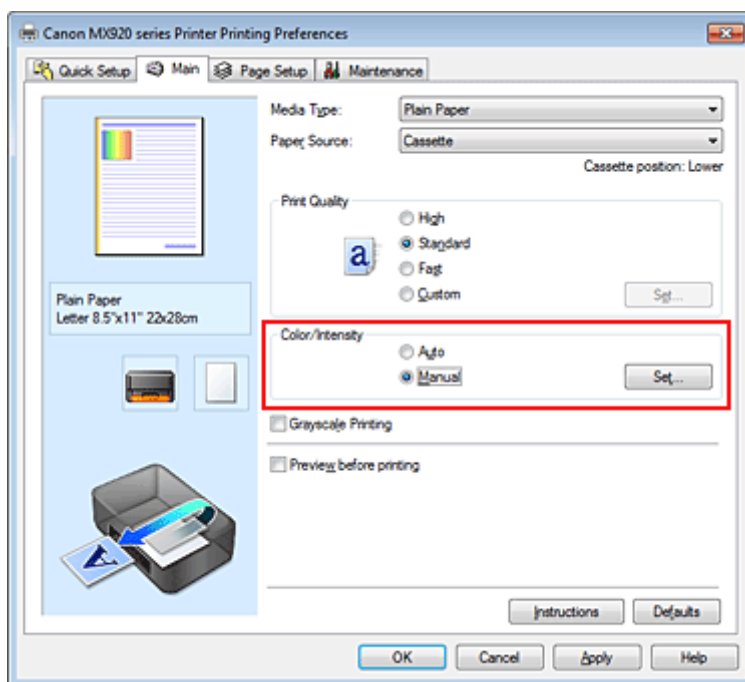 Canon MX920 series Printer Printing Preferences
Quick Setup
Main
Page Setup
Maintenance
Media Type:
Plain Paper
Paper Source:
Cassette
Cassette position: Lower
Print Quality
High
Standard
Fast
Custom
Set...
a
Plain Paper
Letter 8.5"x11" 22x28cm
Color/Intensity
Auto
Manual
Set...
Grayscale Printing
Preview before printing
A
Instructions
Defaults
OK
Cancel
Apply
Help